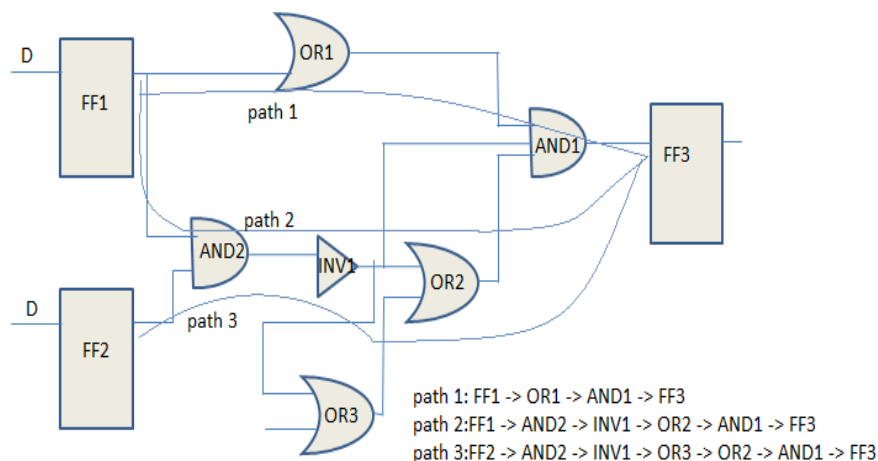 D
FF1
OR1
path 1
AND1
FF3
path 2
AND2
INV1
OR2
D
FF2
path 3
OR3
path 1: FF1 -> OR1 -> AND1 -> FF3
path 2:FF1 -> AND2 -> INV1 -> OR2 -> AND1 -> FF3
path 3:FF2 -> AND2 -> INV1 -> OR3 -> OR2 -> AND1 -> FF3